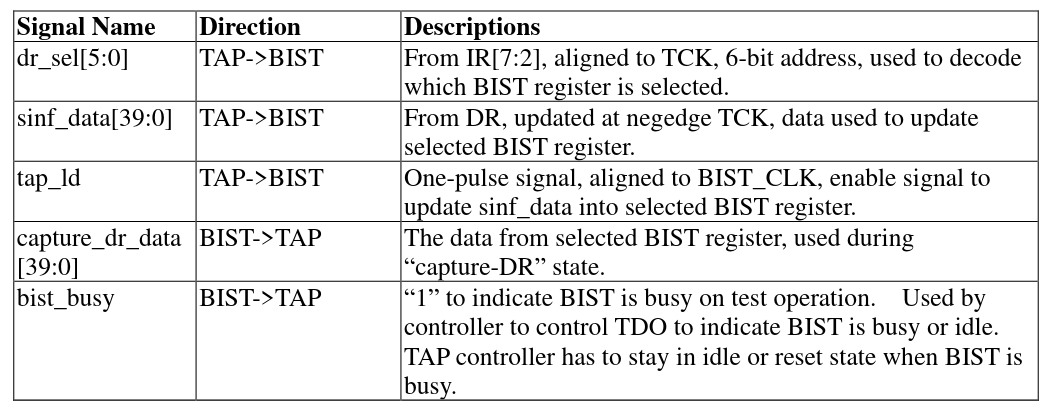 Signal Name Direction Descriptions
dr_sel[5:0] TAP->BIST From IR[7:2], aligned to TCK, 6-bit address, used to decode
which BIST register is selected.
sinf_data[39:0] TAP->BIST From DR, updated at negedge TCK, data used to update
selected BIST register.
tap_ld TAP->BIST One-pulse signal, aligned to BIST_CLK, enable signal to
update sinf_data into selected BIST register.
capture_dr_data BIST->TAP The data from selected BIST register, used during
[39:0] “capture-DR” state.
bist_busy BIST->TAP “1” to indicate BIST is busy on test operation. Used by
controller to control TDO to indicate BIST is busy or idle.
TAP controller has to stay in idle or reset state when BIST is
busy.